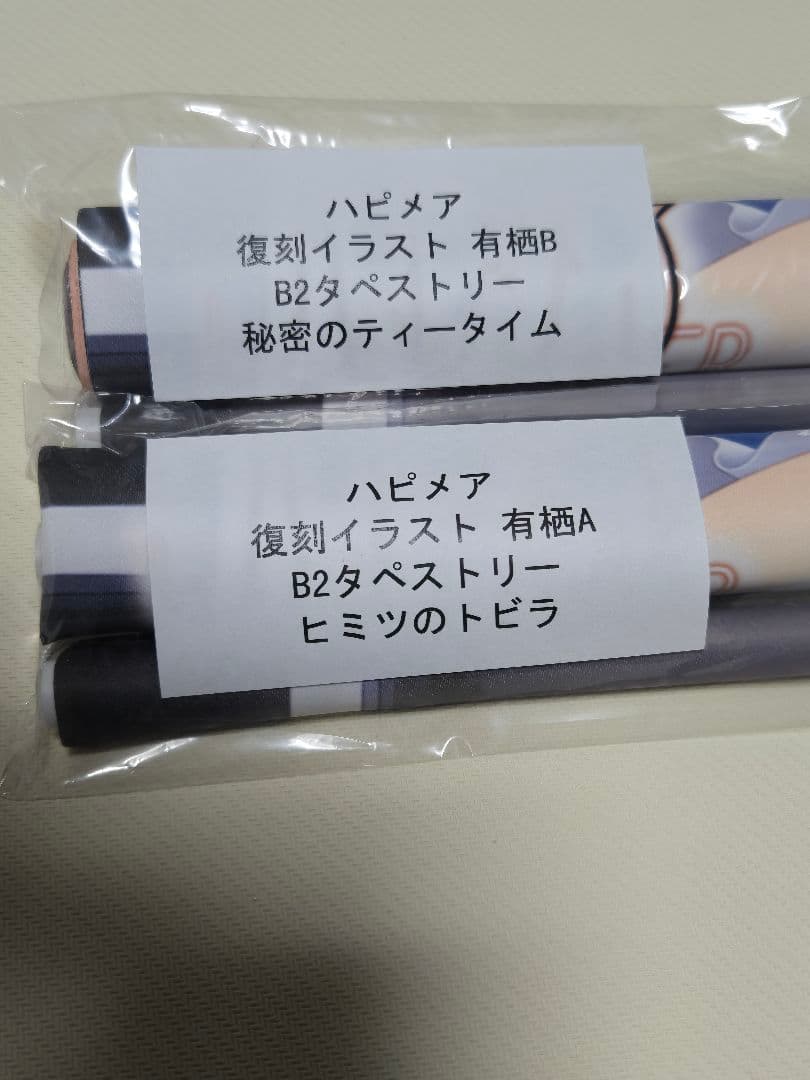 ハピメア
復刻イラスト 有栖B
B2タペストリー
秘密のティータイム
ハピメア
復刻イラスト 有栖A
B2タペストリー
ヒミツのトビラ